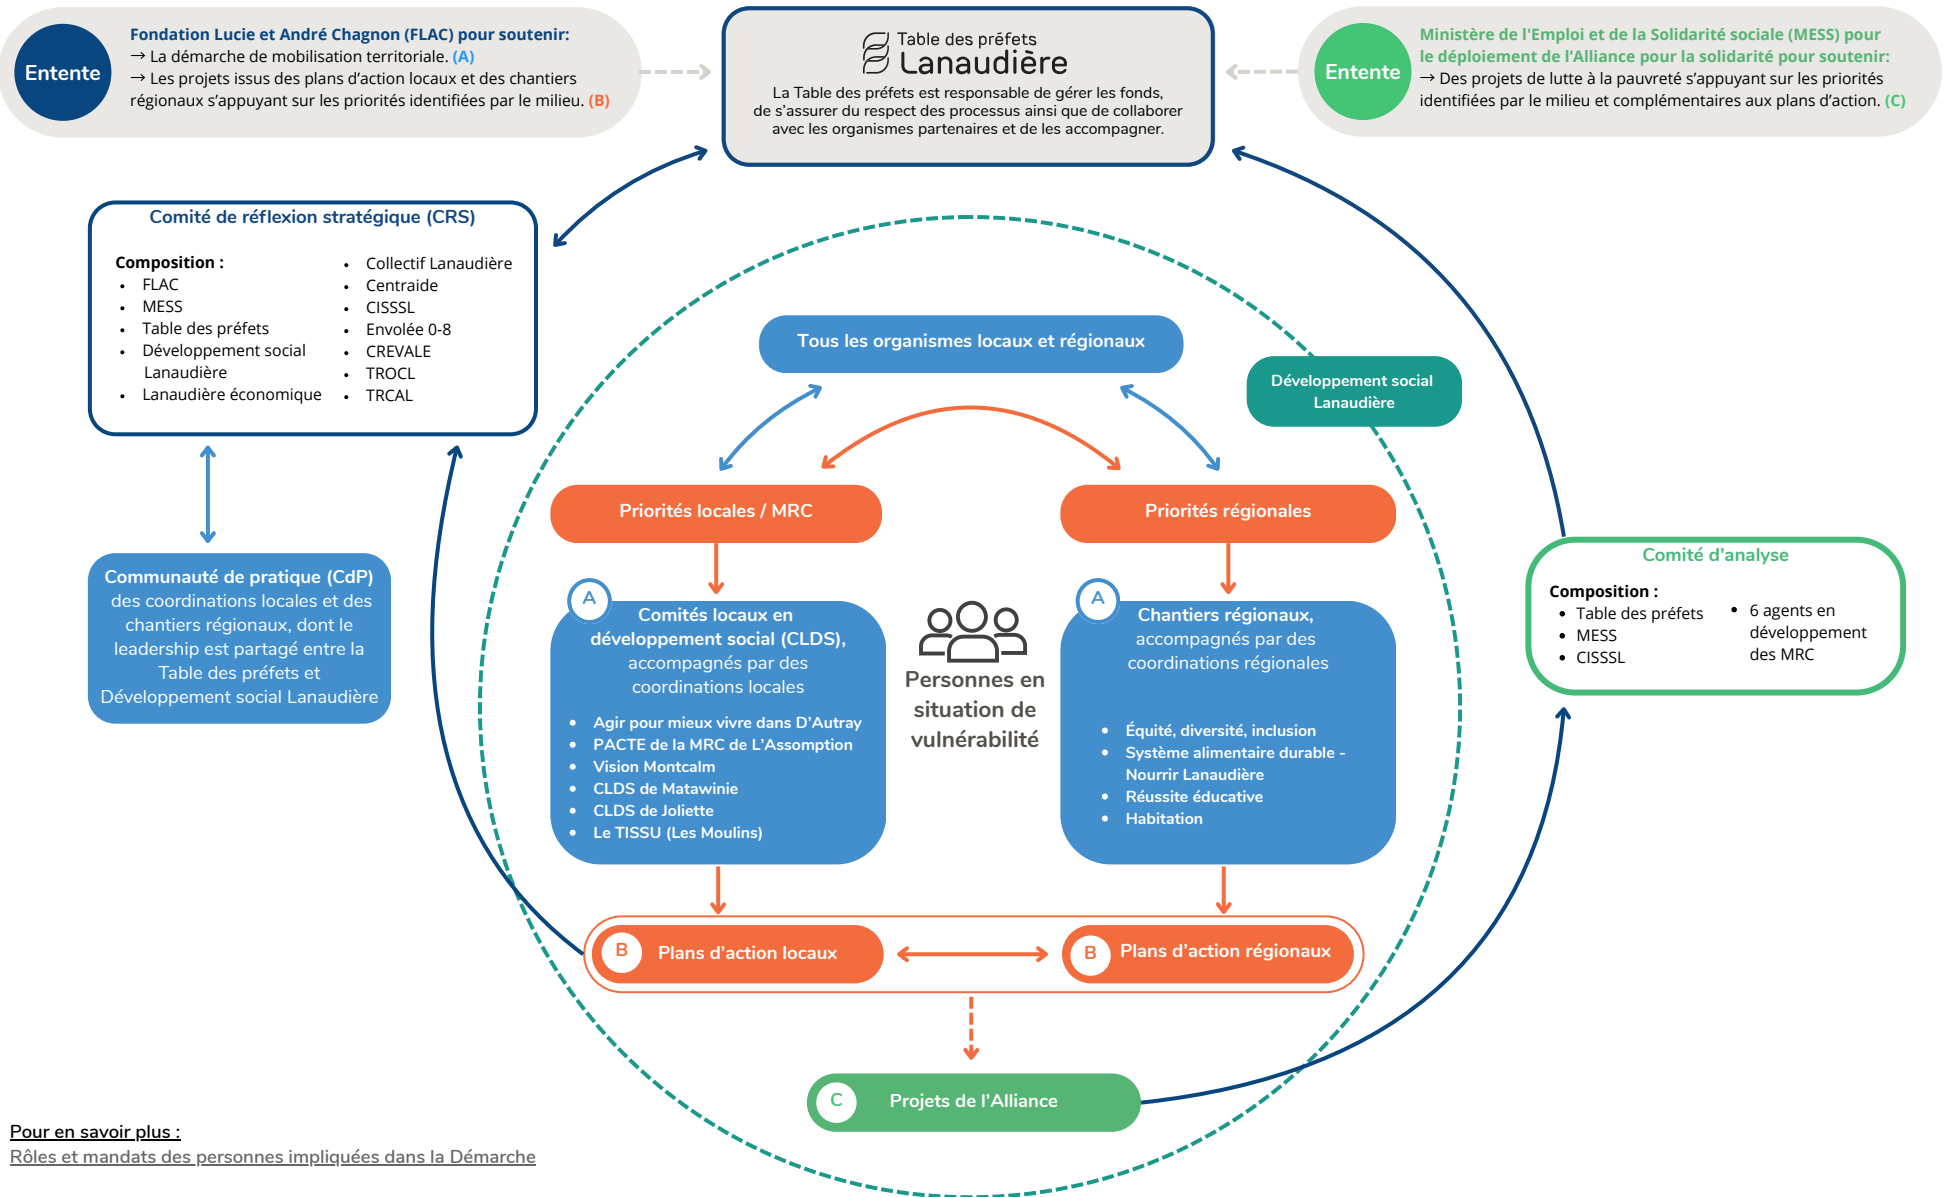 Entente
Fondation Lucie et André Chagnon (FLAC) pour soutenir:
→ La démarche de mobilisation territoriale. (A)
→ Les projets issus des plans d'action locaux et des chantiers
régionaux s'appuyant sur les priorités identifiées par le milieu. (B)
Table des préfets
Lanaudière
La Table des préfets est responsable de gérer les fonds,
de s'assurer du respect des processus ainsi que de collaborer
avec les organismes partenaires et de les accompagner.
Entente
Ministère de l'Emploi et de la Solidarité sociale (MESS) pour
le déploiement de l'Alliance pour la solidarité pour soutenir:
→ Des projets de lutte à la pauvreté s'appuyant sur les priorités
identifiées par le milieu et complémentaires aux plans d'action. (C)
Comité de réflexion stratégique (CRS)
Composition :
• FLAC
• MESS
• Table des préfets
• Développement social
Lanaudière
• Lanaudière économique
• Collectif Lanaudière
• Centraide
• CISSSL
• Envolée 0-8
• CREVALE
• TROCL
• TRCAL
Tous les organismes locaux et régionaux
Développement social
Lanaudière
Priorités locales / MRC
Priorités régionales
Communauté de pratique (CdP)
des coordinations locales et des
chantiers régionaux, dont le
leadership est partagé entre la
Table des préfets et
Développement social Lanaudière
A
Comités locaux en
développement social (CLDS),
accompagnés par des
coordinations locales
• Agir pour mieux vivre dans D'Autray
• PACTE de la MRC de L'Assomption
• Vision Montcalm
• CLDS de Matawinie
• CLDS de Joliette
• Le TISSU (Les Moulins)
Personnes en
situation de
vulnérabilité
A
Chantiers régionaux,
accompagnés par des
coordinations régionales
• Équité, diversité, inclusion
• Système alimentaire durable -
Nourrir Lanaudière
• Réussite éducative
• Habitation
Comité d'analyse
Composition :
• Table des préfets
• MESS
• CISSSL
• 6 agents en
développement
des MRC
B
Plans d'action locaux
B
Plans d'action régionaux
C
Projets de l'Alliance
Pour en savoir plus :
Rôles et mandats des personnes impliquées dans la Démarche